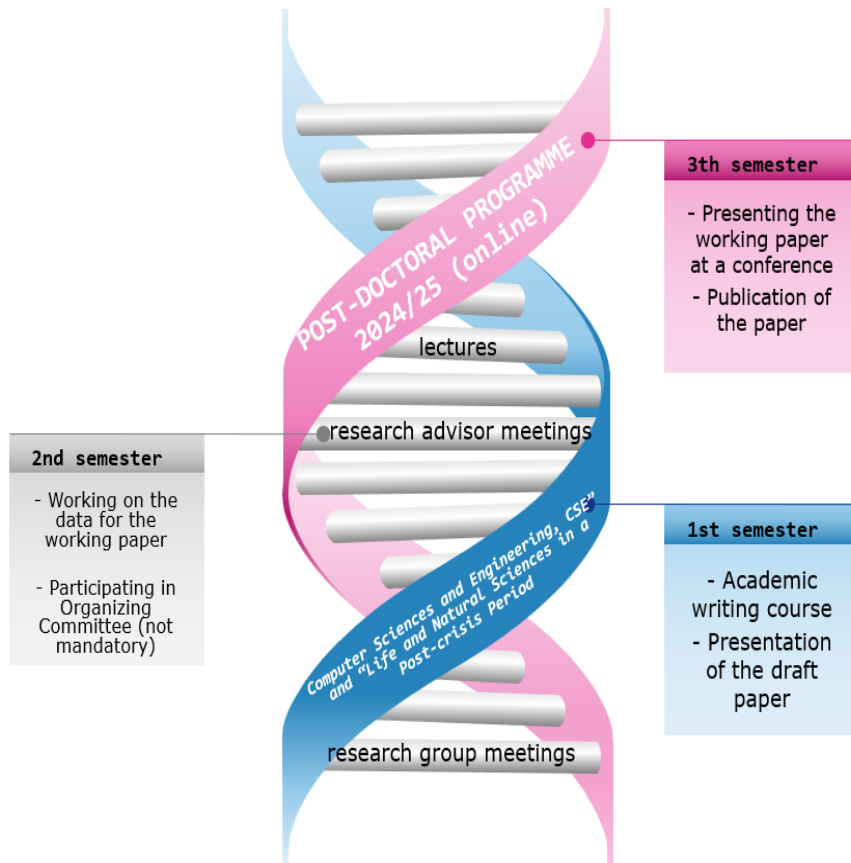 POST-DOCTORAL PROGRAMME
2024/25 (online)
3th semester
- Presenting the
working paper
at a conference
- Publication of
the paper
lectures
research advisor meetings
2nd semester
- Working on the
data for the
working paper
- Participating in
Organizing
Committee (not
mandatory)
Computer Sciences and Engineering, CSE”
and “Life and Natural Sciences in a
Post-crisis Period
1st semester
- Academic
writing course
- Presentation
of the draft
paper
research group meetings